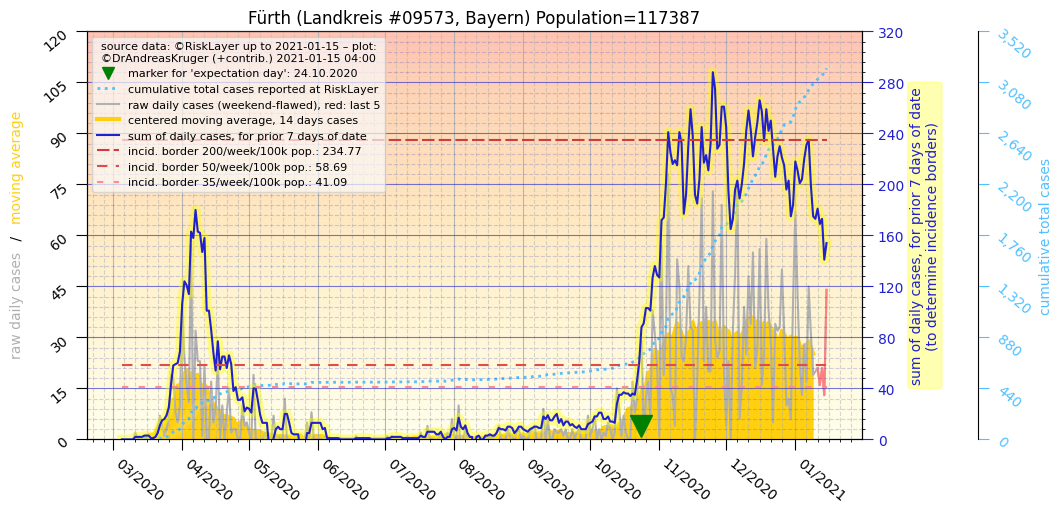 Fürth (Landkreis #09573, Bayern) Population=117387
source data: ©RiskLayer up to 2021-01-15 – plot:
©DrAndreasKruger (+contrib.) 2021-01-15 04:00
marker for 'expectation day': 24.10.2020
cumulative total cases reported at RiskLayer
raw daily cases (weekend-flawed), red: last 5
centered moving average, 14 days cases
sum of daily cases, for prior 7 days of date
incid. border 200/week/100k pop.: 234.77
incid. border 50/week/100k pop.: 58.69
incid. border 35/week/100k pop.: 41.09
raw daily cases / moving average
120
105
90
75
60
45
30
15
0
03/2020
04/2020
05/2020
06/2020
07/2020
08/2020
09/2020
10/2020
11/2020
12/2020
01/2021
320
280
240
200
160
120
80
40
0
sum of daily cases, for prior 7 days of date
(to determine incidence borders)
3,520
3,080
2,640
2,200
1,760
1,320
880
440
0
cumulative total cases